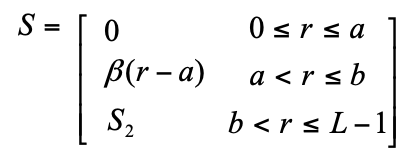 S = [ 0 0 ≤ r ≤ a
β(r − a) a < r ≤ b
S₂ b < r ≤ L − 1 ]